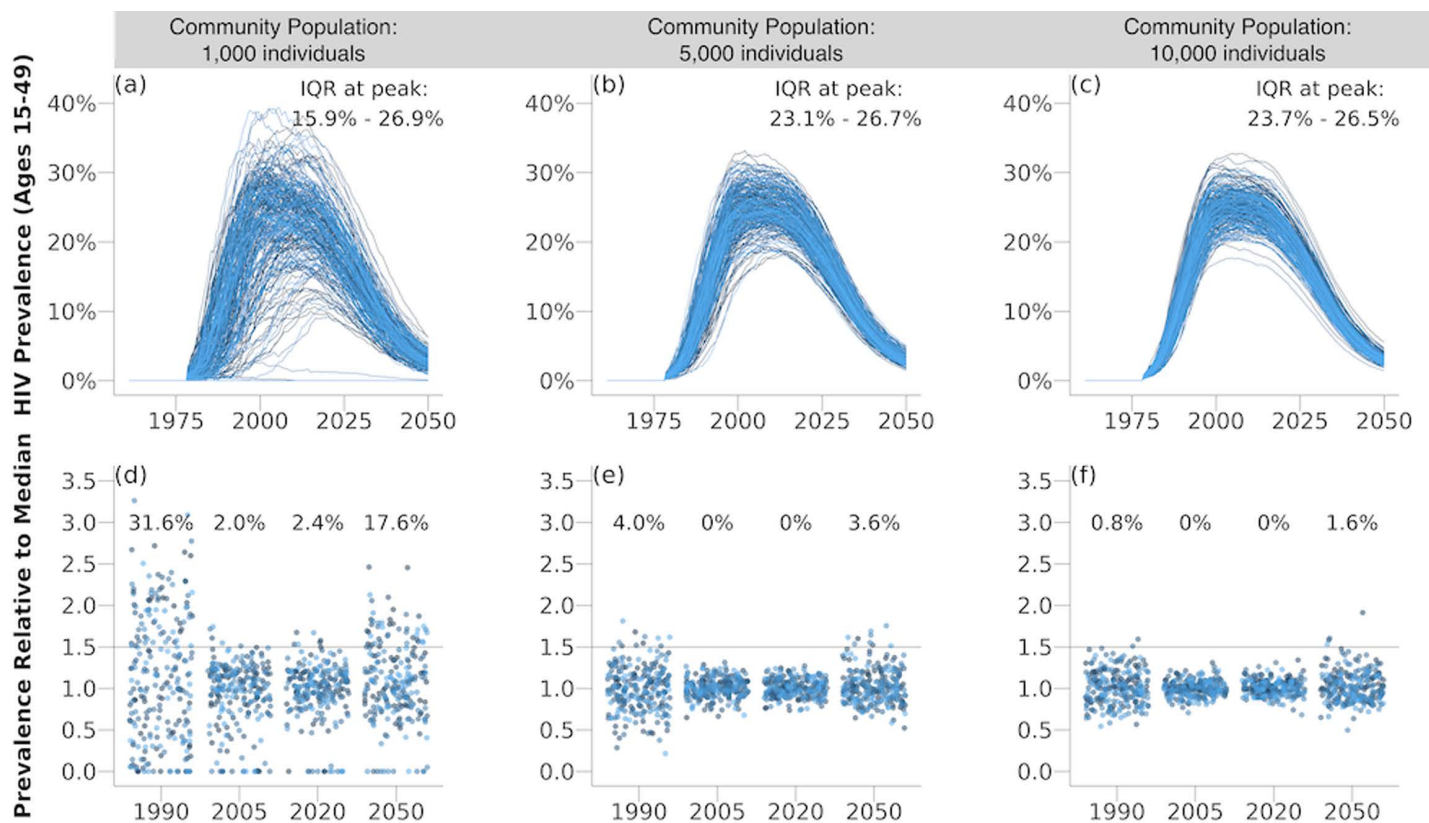 Community Population:
1,000 individuals
Community Population:
5,000 individuals
Community Population:
10,000 individuals
HIV Prevalence (Ages 15-49)
(a)
IQR at peak:
15.9% - 26.9%
40%
30%
20%
10%
0%
1975 2000 2025 2050
(b)
IQR at peak:
23.1% - 26.7%
40%
30%
20%
10%
0%
1975 2000 2025 2050
(c)
IQR at peak:
23.7% - 26.5%
40%
30%
20%
10%
0%
1975 2000 2025 2050
Prevalence Relative to Median
(d)
3.5
3.0
2.5
2.0
1.5
1.0
0.5
0.0
31.6% 2.0% 2.4% 17.6%
1990 2005 2020 2050
(e)
3.5
3.0
2.5
2.0
1.5
1.0
0.5
0.0
4.0% 0% 0% 3.6%
1990 2005 2020 2050
(f)
3.5
3.0
2.5
2.0
1.5
1.0
0.5
0.0
0.8% 0% 0% 1.6%
1990 2005 2020 2050